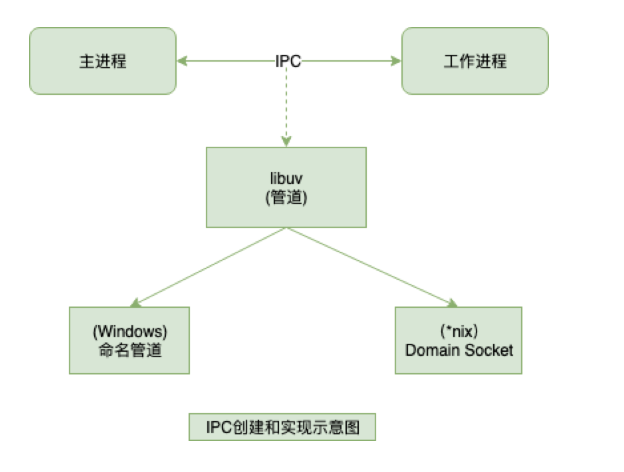 主进程
IPC
工作进程
libuv
(管道)
(Windows)
命名管道
（*nix）
Domain Socket
IPC创建和实现示意图